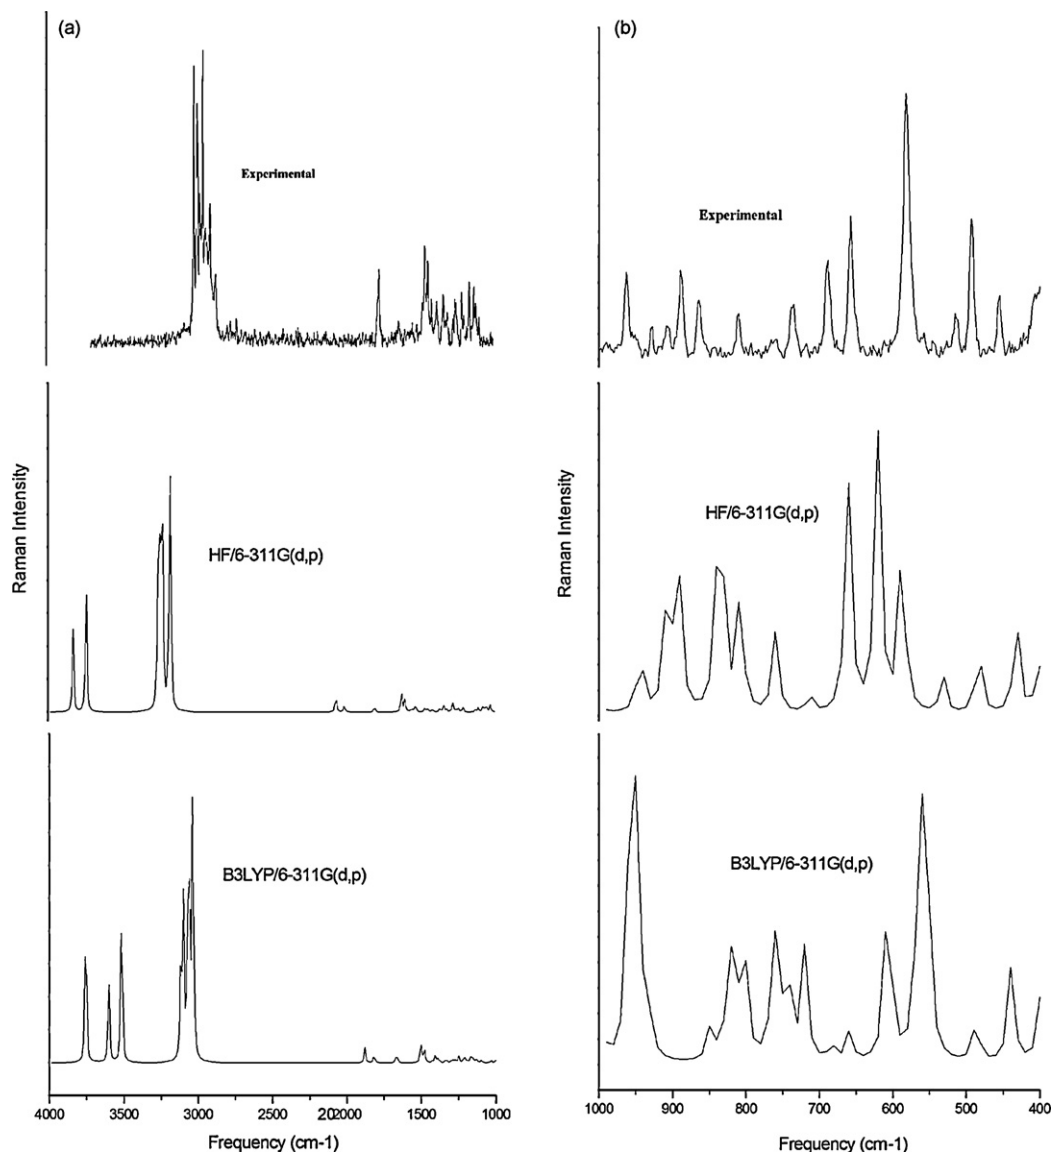 (a)
Experimental
HF/6-311G(d,p)
B3LYP/6-311G(d,p)
Raman Intensity
4000 3500 3000 2500 202000 1500 1000
Frequency (cm-1)
(b)
Experimental
HF/6-311G(d,p)
B3LYP/6-311G(d,p)
Raman Intensity
1000 900 800 700 600 500 400
Frequency (cm-1)